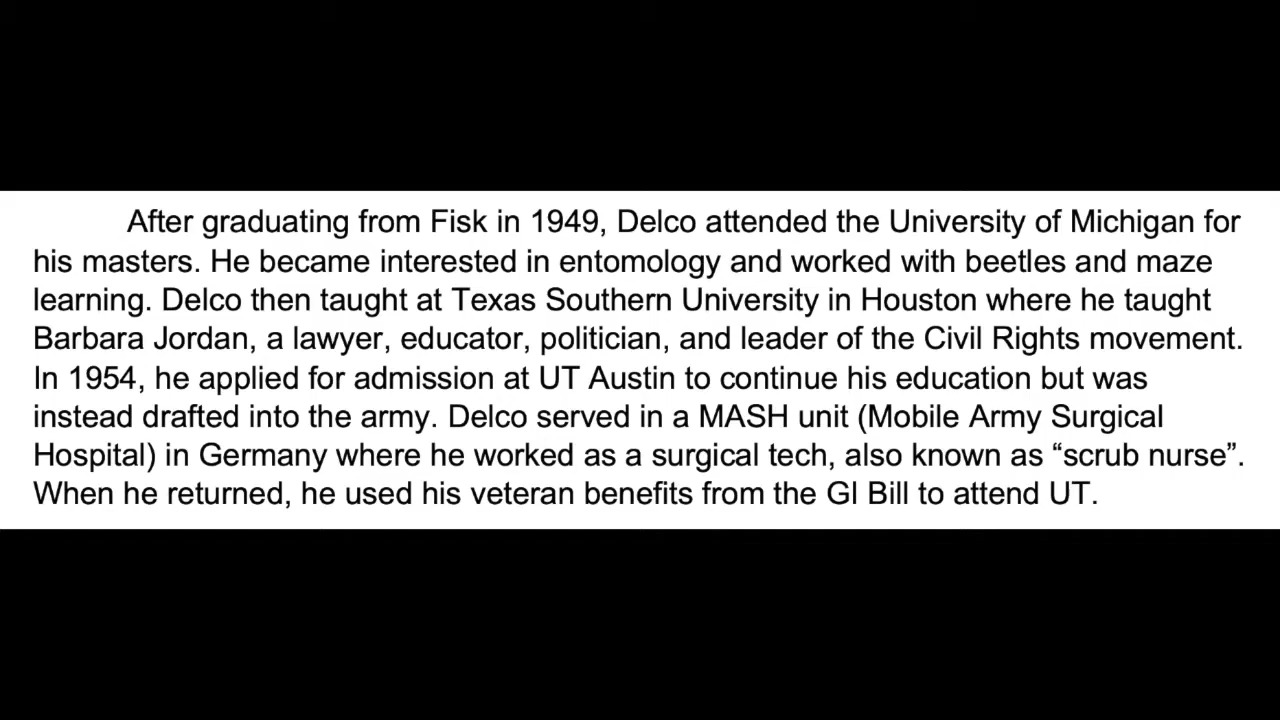 After graduating from Fisk in 1949, Delco attended the University of Michigan for
his masters. He became interested in entomology and worked with beetles and maze
learning. Delco then taught at Texas Southern University in Houston where he taught
Barbara Jordan, a lawyer, educator, politician, and leader of the Civil Rights movement.
In 1954, he applied for admission at UT Austin to continue his education but was
instead drafted into the army. Delco served in a MASH unit (Mobile Army Surgical
Hospital) in Germany where he worked as a surgical tech, also known as “scrub nurse”.
When he returned, he used his veteran benefits from the GI Bill to attend UT.